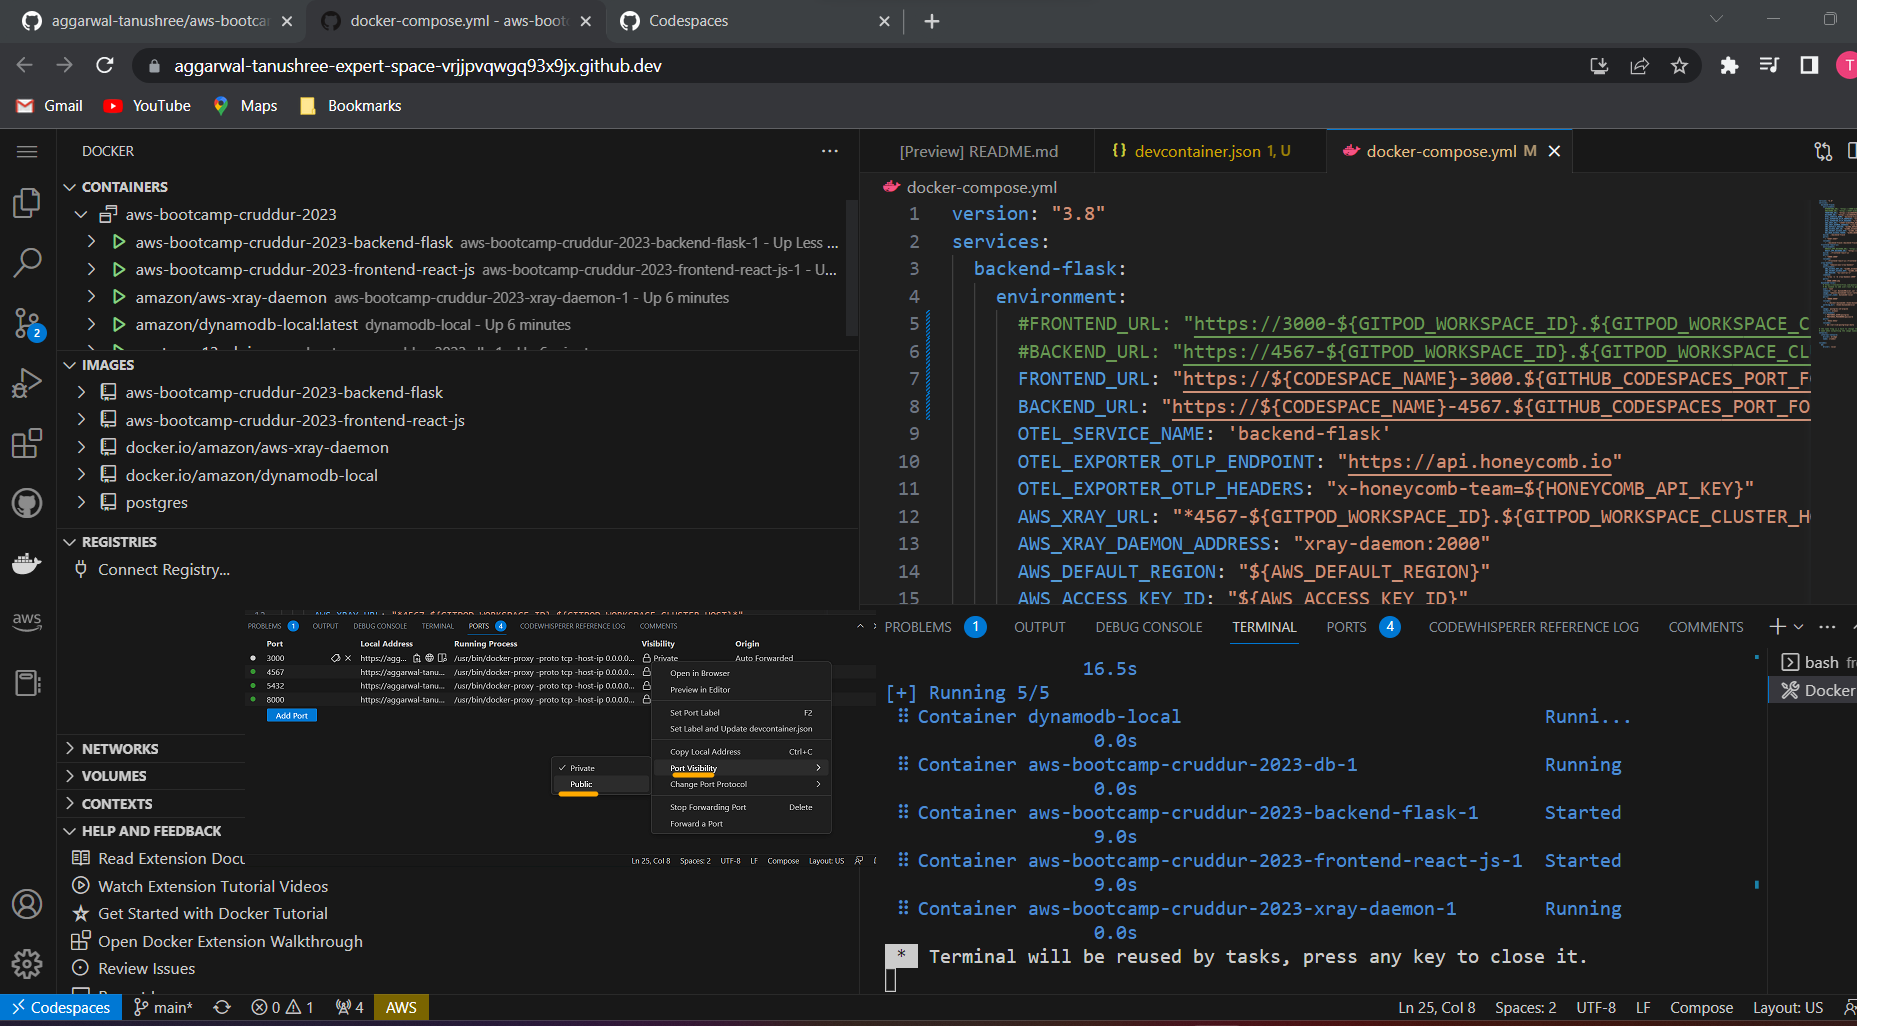 aggarwal-tanushree/aws-bootca
docker-compose.yml - aws-boot
Codespaces
aggarwal-tanushree-expert-space-vrjjpvqwgq93x9jx.github.dev
T
Gmail
YouTube
Maps
Bookmarks
DOCKER
CONTAINERS
aws-bootcamp-cruddur-2023
aws-bootcamp-cruddur-2023-backend-flask aws-bootcamp-cruddur-2023-backend-flask-1 - Up Less ...
aws-bootcamp-cruddur-2023-frontend-react-js aws-bootcamp-cruddur-2023-frontend-react-js-1 - U...
amazon/aws-xray-daemon aws-bootcamp-cruddur-2023-xray-daemon-1 - Up 6 minutes
amazon/dynamodb-local:latest dynamodb-local - Up 6 minutes
IMAGES
aws-bootcamp-cruddur-2023-backend-flask
aws-bootcamp-cruddur-2023-frontend-react-js
docker.io/amazon/aws-xray-daemon
docker.io/amazon/dynamodb-local
postgres
REGISTRIES
Connect Registry...
NETWORKS
VOLUMES
CONTEXTS
HELP AND FEEDBACK
Read Extension Docu
Watch Extension Tutorial Videos
Get Started with Docker Tutorial
Open Docker Extension Walkthrough
Review Issues
2
aws
PROBLEMS 1 OUTPUT DEBUG CONSOLE TERMINAL PORTS 4 CODEWHISPERER REFERENCE LOG COMMENTS
Port Local Address Running Process Visibility Origin
3000 https://agg... /usr/bin/docker-proxy -proto tcp -host-ip 0.0.0.0... Private Auto Forwarded
4567 https://aggarwal-tanu... /usr/bin/docker-proxy -proto tcp -host-ip 0.0.0.0...
5432 https://aggarwal-tanu... /usr/bin/docker-proxy -proto tcp -host-ip 0.0.0.0...
8000 https://aggarwal-tanu... /usr/bin/docker-proxy -proto tcp -host-ip 0.0.0.0...
Add Port
Open in Browser
Preview in Editor
Set Port Label F2
Set Label and Update devcontainer.json
Copy Local Address Ctrl+C
Port Visibility
Change Port Protocol
Stop Forwarding Port Delete
Forward a Port
Private
Public
Ln 25, Col 8 Spaces: 2 UTF-8 LF Compose Layout: US
[Preview] README.md
{} devcontainer.json 1, U
docker-compose.yml M
docker-compose.yml
1 version: "3.8"
2 services:
3 backend-flask:
4 environment:
5 #FRONTEND_URL: "https://3000-${GITPOD_WORKSPACE_ID}.${GITPOD_WORKSPACE_C
6 #BACKEND_URL: "https://4567-${GITPOD_WORKSPACE_ID}.${GITPOD_WORKSPACE_CLU
7 FRONTEND_URL: "https://${CODESPACE_NAME}-3000.${GITHUB_CODESPACES_PORT_FO
8 BACKEND_URL: "https://${CODESPACE_NAME}-4567.${GITHUB_CODESPACES_PORT_FO
9 OTEL_SERVICE_NAME: 'backend-flask'
10 OTEL_EXPORTER_OTLP_ENDPOINT: "https://api.honeycomb.io"
11 OTEL_EXPORTER_OTLP_HEADERS: "x-honeycomb-team=${HONEYCOMB_API_KEY}"
12 AWS_XRAY_URL: "*4567-${GITPOD_WORKSPACE_ID}.${GITPOD_WORKSPACE_CLUSTER_H
13 AWS_XRAY_DAEMON_ADDRESS: "xray-daemon:2000"
14 AWS_DEFAULT_REGION: "${AWS_DEFAULT_REGION}"
15 AWS_ACCESS_KEY_ID: "${AWS_ACCESS_KEY_ID}"
PROBLEMS 1 OUTPUT DEBUG CONSOLE TERMINAL PORTS 4 CODEWHISPERER REFERENCE LOG COMMENTS
16.5s
[+] Running 5/5
Container dynamodb-local Runni...
0.0s
Container aws-bootcamp-cruddur-2023-db-1 Running
0.0s
Container aws-bootcamp-cruddur-2023-backend-flask-1 Started
9.0s
Container aws-bootcamp-cruddur-2023-frontend-react-js-1 Started
9.0s
Container aws-bootcamp-cruddur-2023-xray-daemon-1 Running
0.0s
* Terminal will be reused by tasks, press any key to close it.
bash fr
Docker
Codespaces main* 0 1 4 AWS
Ln 25, Col 8 Spaces: 2 UTF-8 LF Compose Layout: US